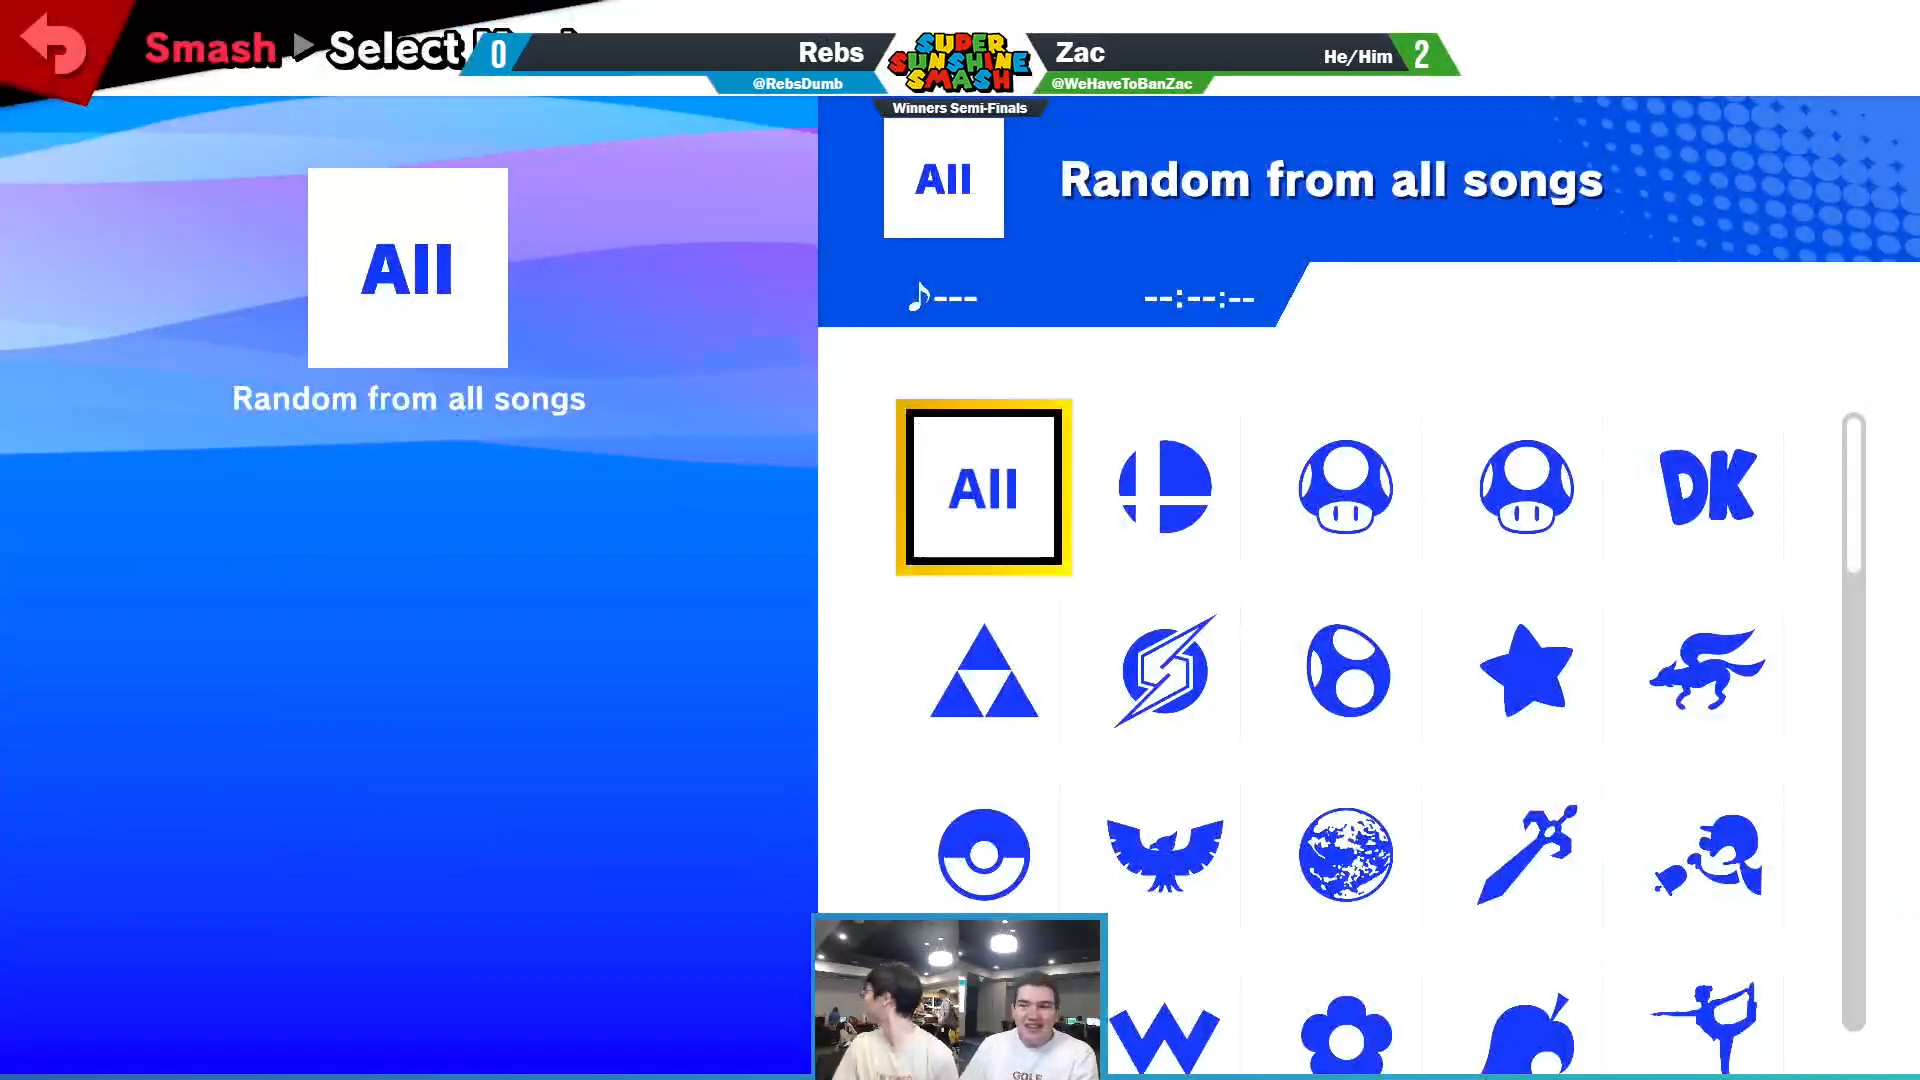 Smash
Select
0
Rebs
@RebsDumb
SUPER
SUNSHINE
SMASH
Zac
He/Him
2
@WeHaveToBanZac
Winners Semi-Finals
All
Random from all songs
All
Random from all songs
♪---
--:--:--
All
DK
GOLF